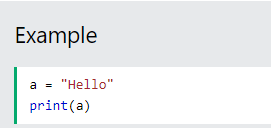 Example
a = "Hello"
print(a)